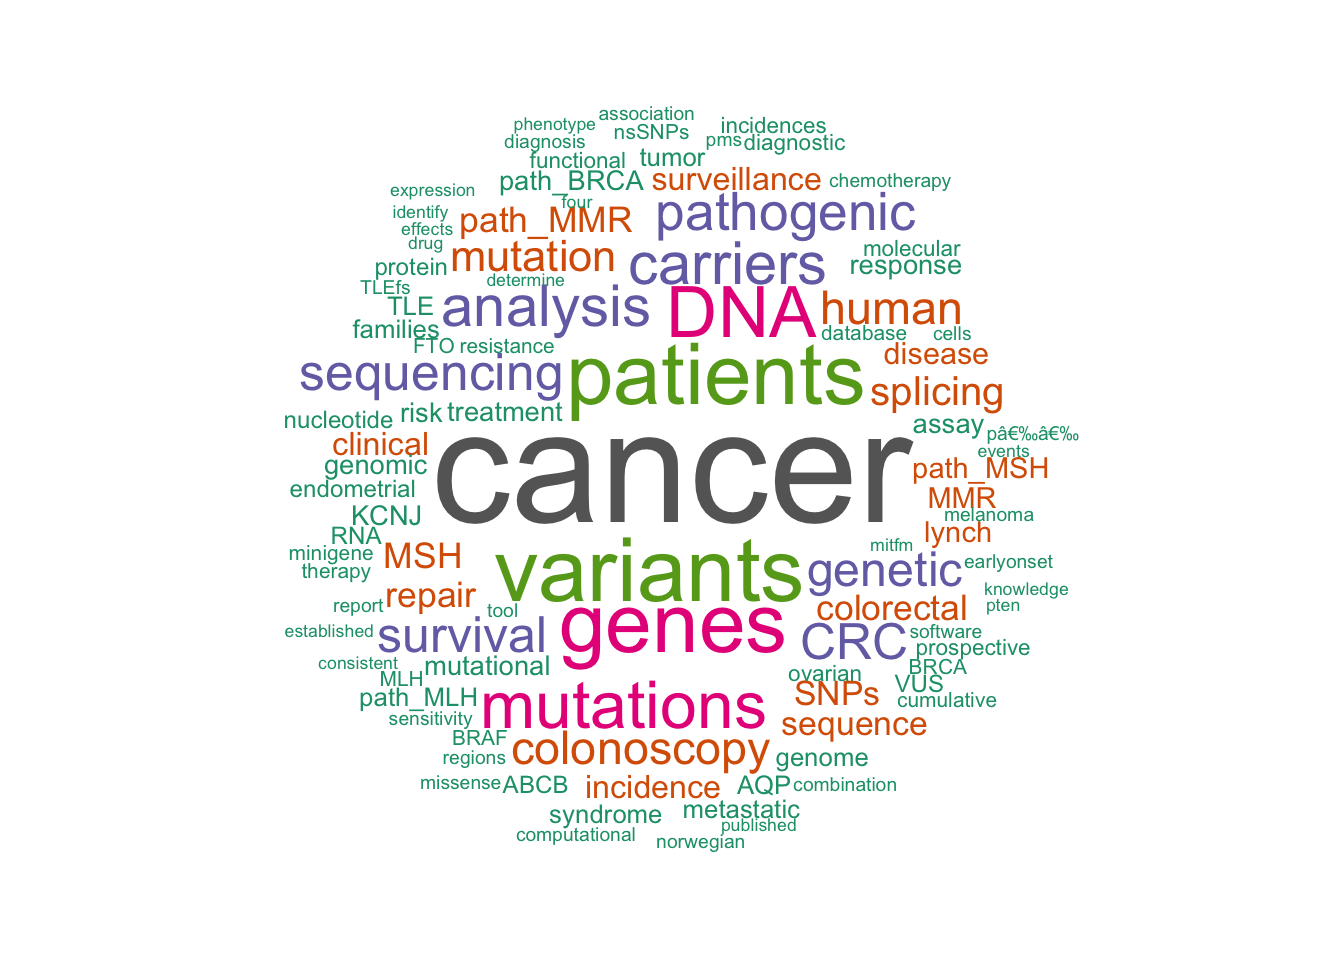 association
phenotype
nsSNPs
incidences
diagnosis
pms
diagnostic
functional
tumor
path_BRCA
surveillance
chemotherapy
expression
four
pathogenic
identify
path_MMR
effects
drug
mutation
carriers
molecular
protein
determine
response
TLEfs
TLE
analysis
DNA
human
families
database
cells
FTO
resistance
disease
sequencing
patients
splicing
nucleotide
risk
treatment
assay
pâ€‰â€‰
clinical
cancer
events
genomic
path_MSH
endometrial
MMR
KCNJ
melanoma
RNA
lynch
minigene
MSH
mitfm
therapy
variants
genetic
earlyonset
repair
knowledge
report
tool
genes
colorectal
pten
established
survival
CRC
software
prospective
consistent
mutational
ovarian
BRCA
MLH
VUS
path_MLH
mutations
SNPs
cumulative
sensitivity
sequence
BRAF
colonoscopy
regions
genome
missense
ABCB
incidence
AQP
combination
syndrome
metastatic
published
computational
norwegian